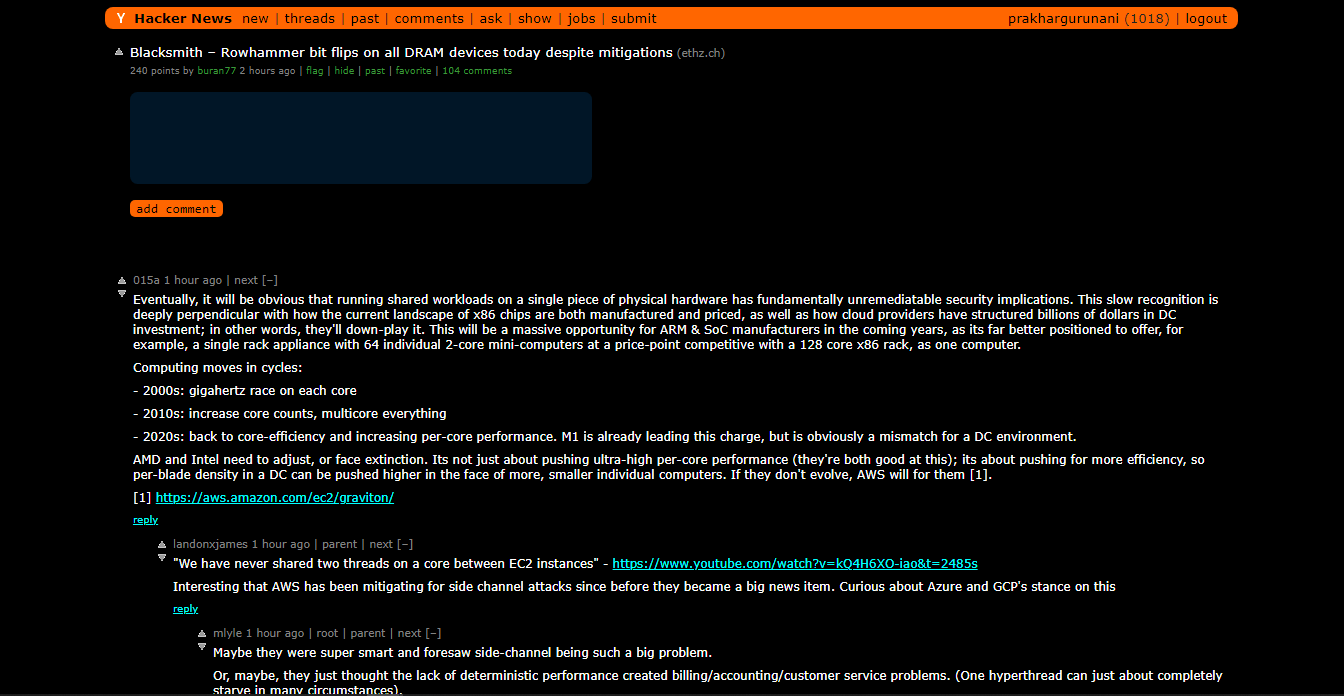 Y Hacker News new | threads | past | comments | ask | show | jobs | submit prakhargurunani (1018) | logout
Blacksmith – Rowhammer bit flips on all DRAM devices today despite mitigations (ethz.ch)
240 points by buran77 2 hours ago | flag | hide | past | favorite | 104 comments
add comment
015a 1 hour ago | next [–]
Eventually, it will be obvious that running shared workloads on a single piece of physical hardware has fundamentally unremediatable security implications. This slow recognition is
deeply perpendicular with how the current landscape of x86 chips are both manufactured and priced, as well as how cloud providers have structured billions of dollars in DC
investment; in other words, they'll down-play it. This will be a massive opportunity for ARM & SoC manufacturers in the coming years, as its far better positioned to offer, for
example, a single rack appliance with 64 individual 2-core mini-computers at a price-point competitive with a 128 core x86 rack, as one computer.
Computing moves in cycles:
- 2000s: gigahertz race on each core
- 2010s: increase core counts, multicore everything
- 2020s: back to core-efficiency and increasing per-core performance. M1 is already leading this charge, but is obviously a mismatch for a DC environment.
AMD and Intel need to adjust, or face extinction. Its not just about pushing ultra-high per-core performance (they're both good at this); its about pushing for more efficiency, so
per-blade density in a DC can be pushed higher in the face of more, smaller individual computers. If they don't evolve, AWS will for them [1].
[1] https://aws.amazon.com/ec2/graviton/
reply
landonxjames 1 hour ago | parent | next [–]
"We have never shared two threads on a core between EC2 instances" - https://www.youtube.com/watch?v=kQ4H6XO-iao&t=2485s
Interesting that AWS has been mitigating for side channel attacks since before they became a big news item. Curious about Azure and GCP's stance on this
reply
mlyle 1 hour ago | root | parent | next [–]
Maybe they were super smart and foresaw side-channel being such a big problem.
Or, maybe, they just thought the lack of deterministic performance created billing/accounting/customer service problems. (One hyperthread can just about completely
starve in many circumstances).